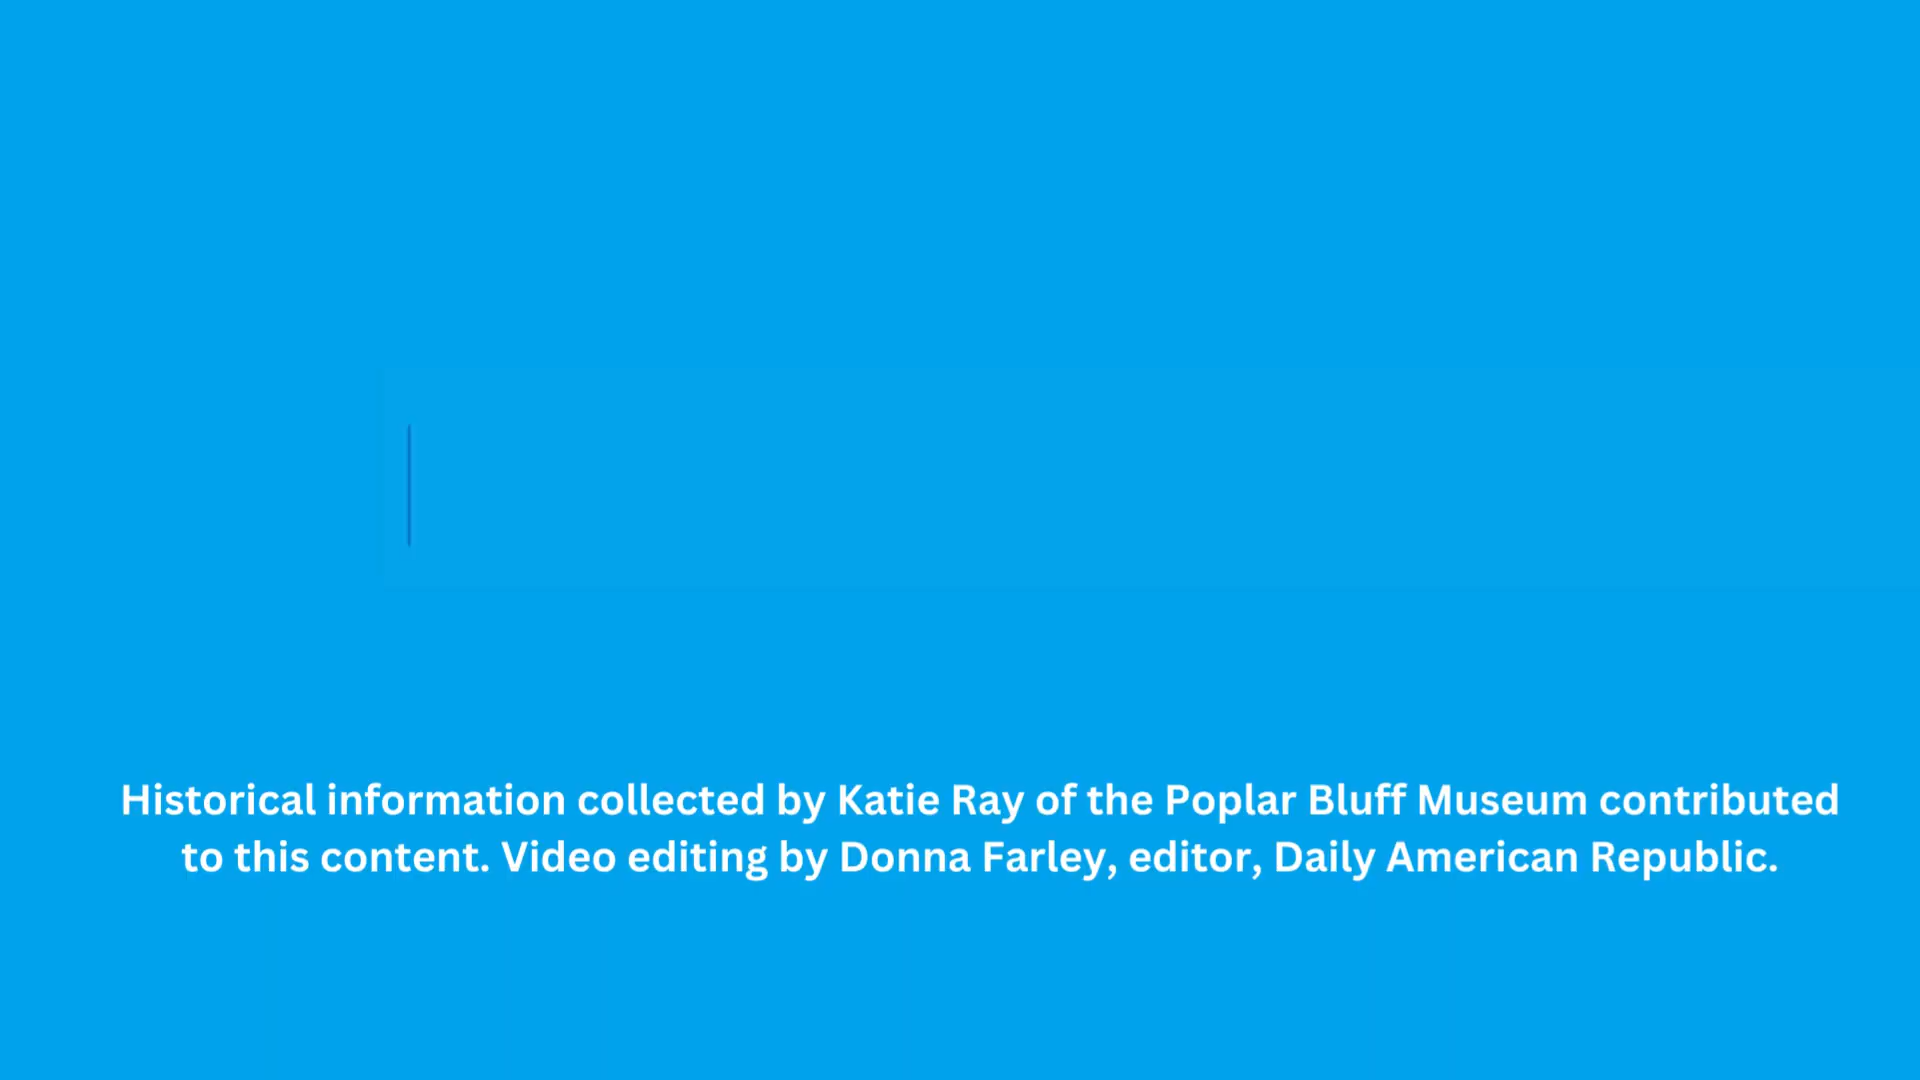 Historical information collected by Katie Ray of the Poplar Bluff Museum contributed
to this content. Video editing by Donna Farley, editor, Daily American Republic.